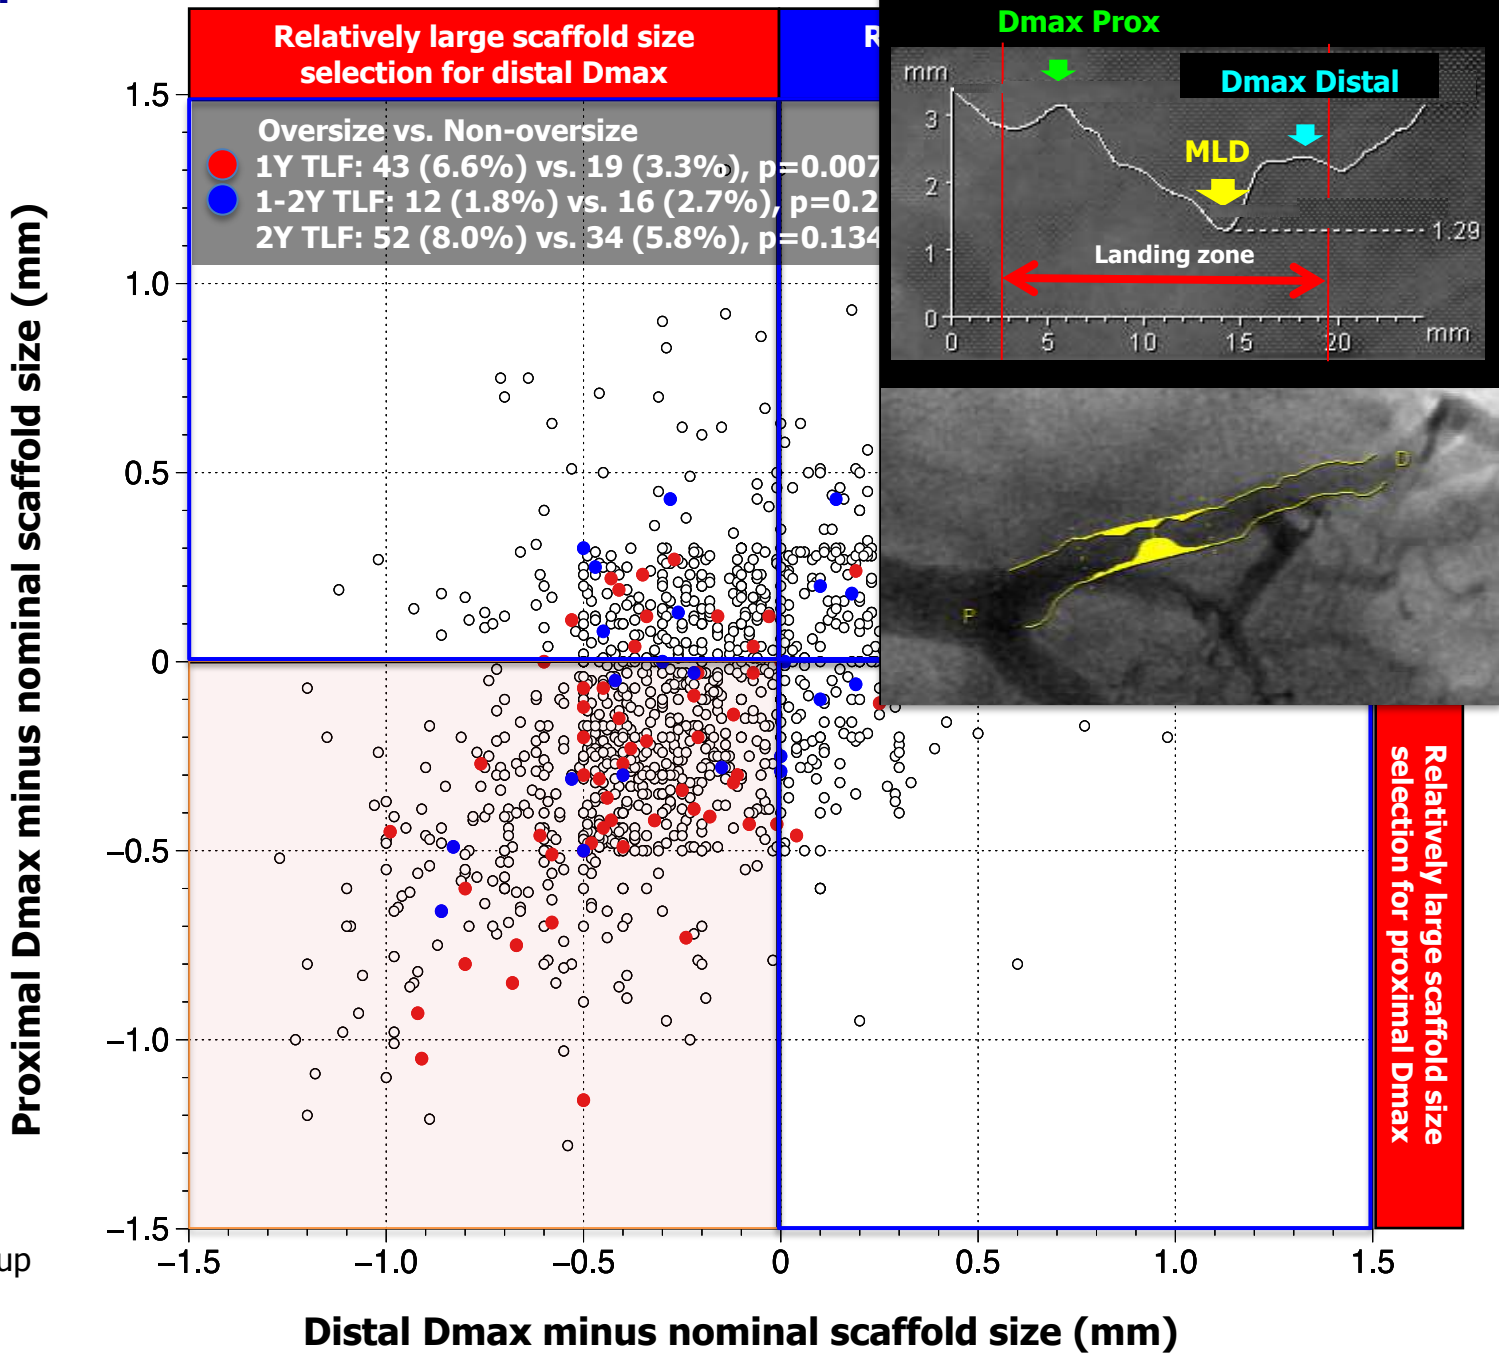 Relatively large scaffold size
selection for distal Dmax
R
Oversize vs. Non-oversize
1Y TLF: 43 (6.6%) vs. 19 (3.3%), p=0.007
1-2Y TLF: 12 (1.8%) vs. 16 (2.7%), p=0.2
2Y TLF: 52 (8.0%) vs. 34 (5.8%), p=0.134
Dmax Prox
mm
Dmax Distal
MLD
3
2
1
0
1.29
Landing zone
0 5 10 15 20 mm
D
P
Proximal Dmax minus nominal scaffold size (mm)
1.5
1.0
0.5
0
−0.5
−1.0
−1.5
−1.5 −1.0 −0.5 0 0.5 1.0 1.5
Distal Dmax minus nominal scaffold size (mm)
Relatively large scaffold size
selection for proximal Dmax
up